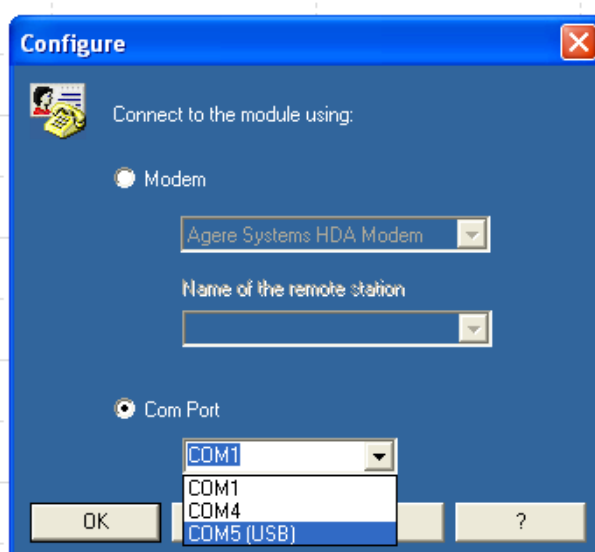 Configure
Connect to the module using:
Modem
Agere Systems HDA Modem
Name of the remote station
Com Port
COM1
COM1
COM4
COM5 (USB)
OK
?